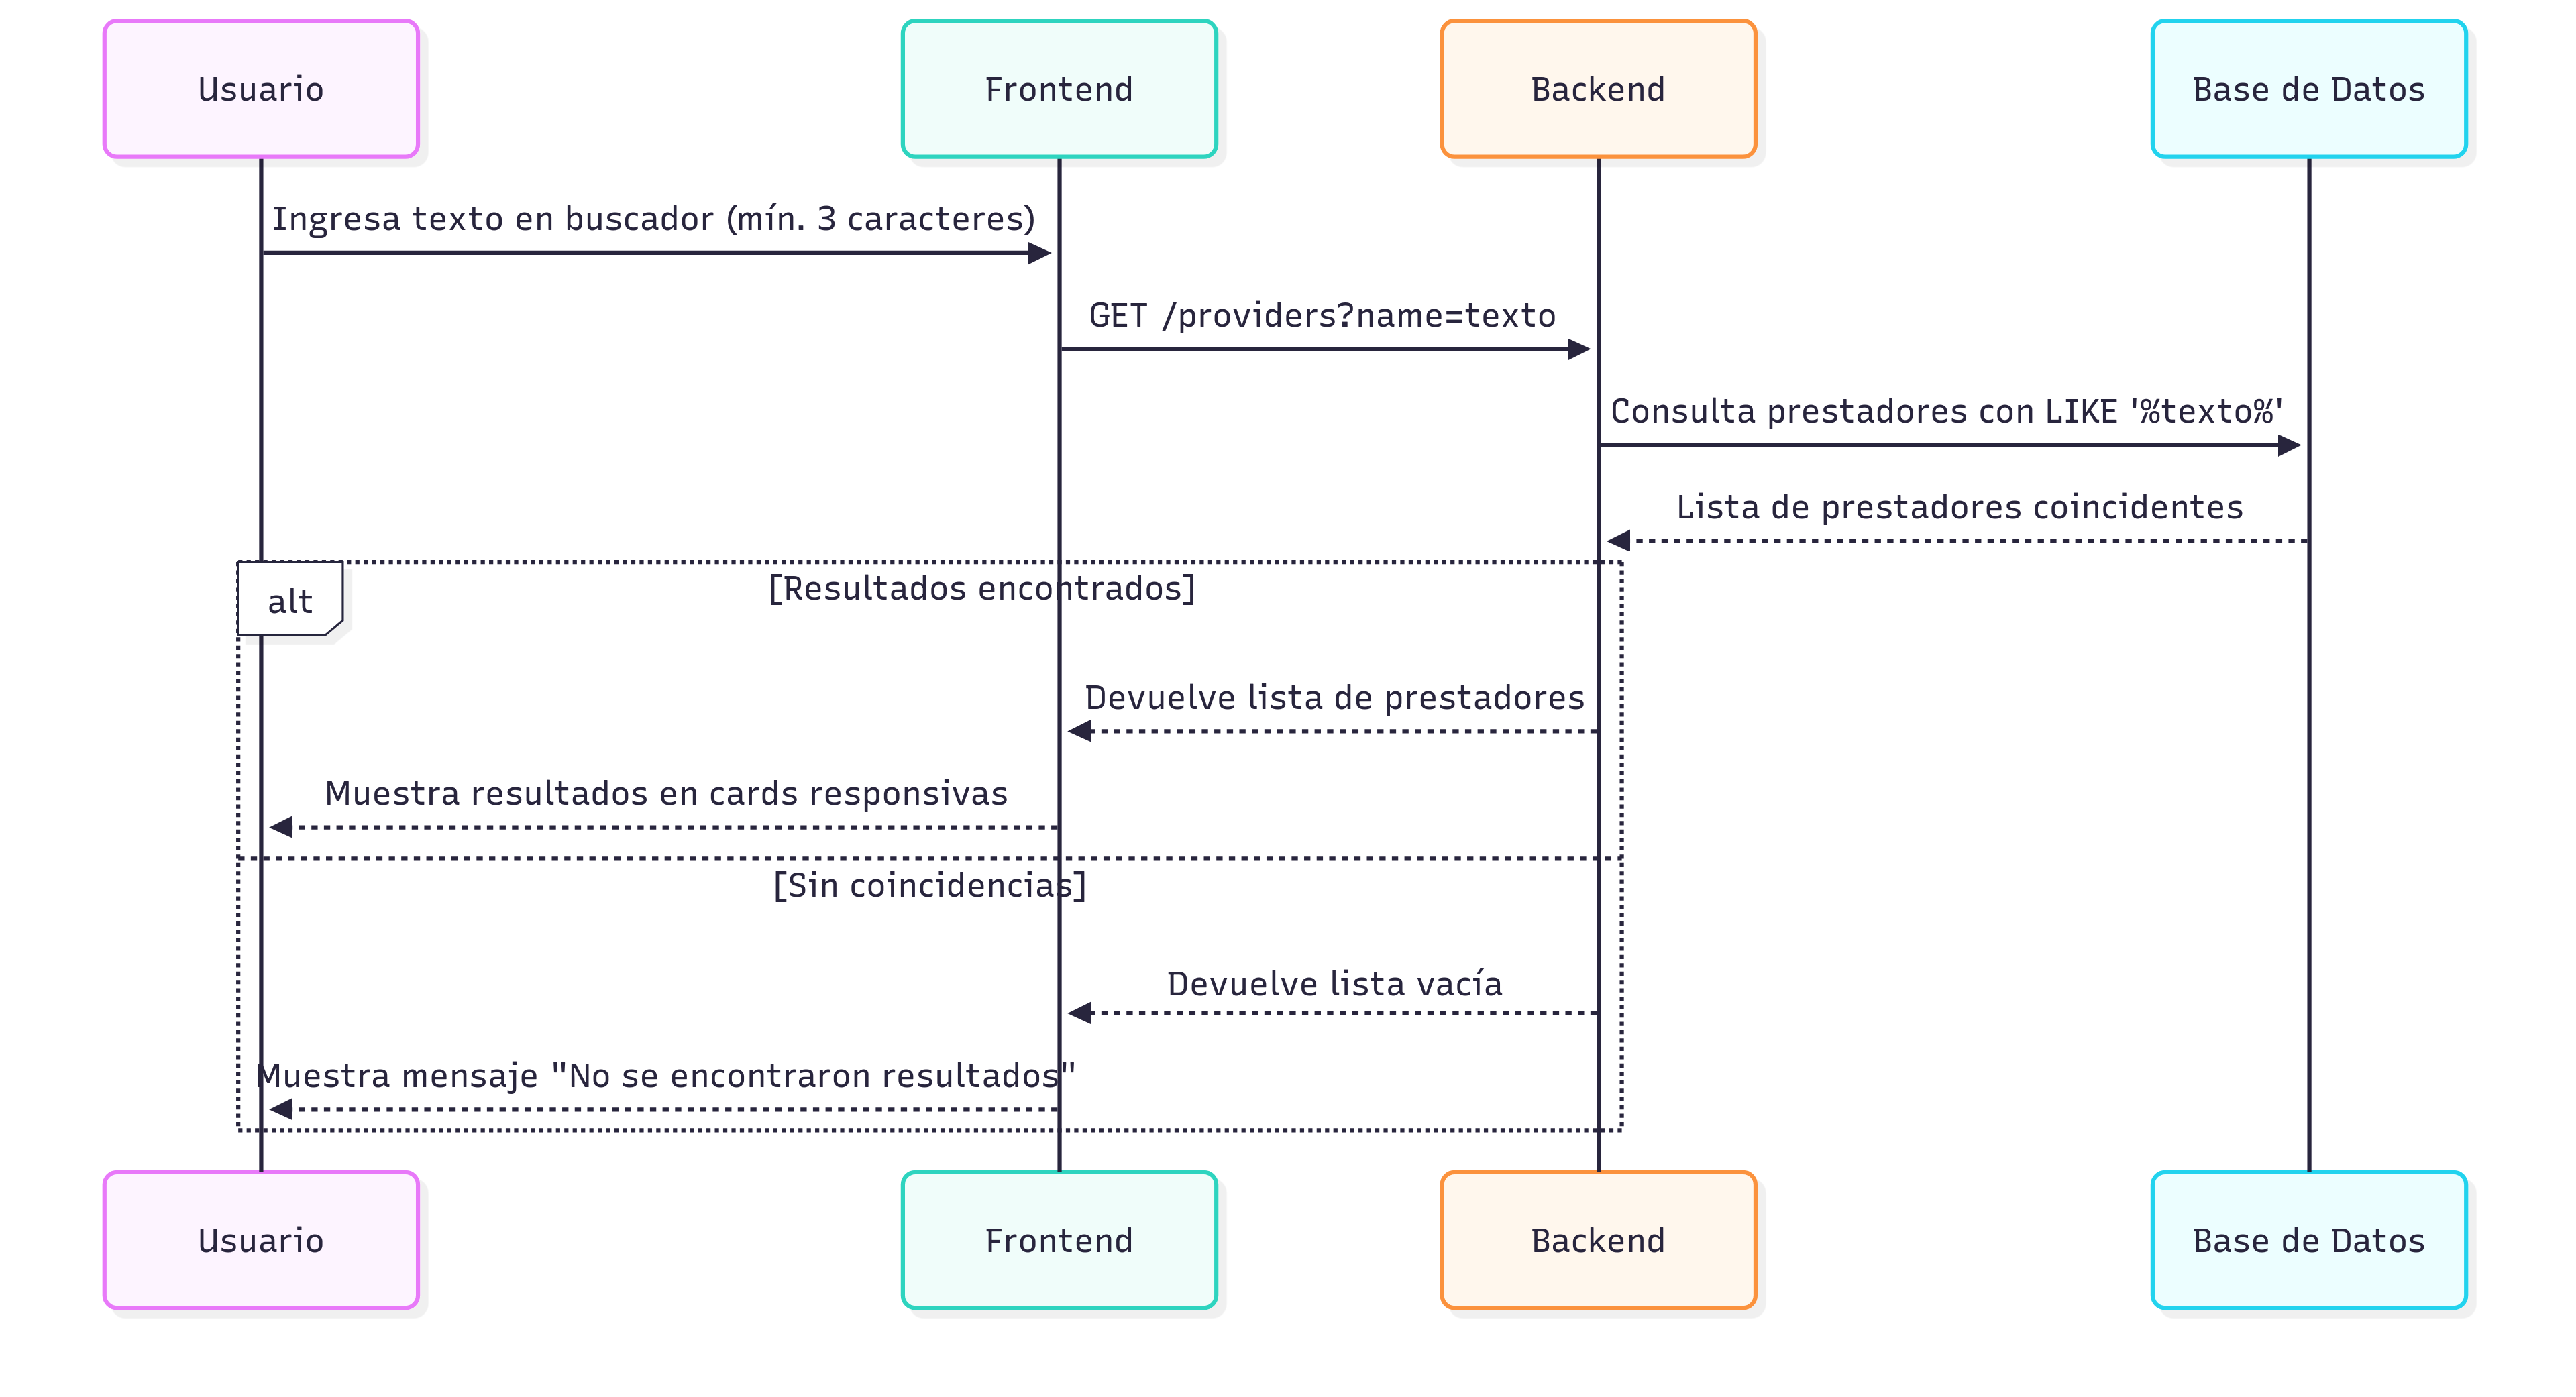 Usuario
Frontend
Backend
Base de Datos
Ingresa texto en buscador (mín. 3 caracteres)
GET /providers?name=texto
Consulta prestadores con LIKE '%texto%'
Lista de prestadores coincidentes
alt
[Resultados encontrados]
Devuelve lista de prestadores
Muestra resultados en cards responsivas
[Sin coincidencias]
Devuelve lista vacía
Muestra mensaje "No se encontraron resultados"
Usuario
Frontend
Backend
Base de Datos